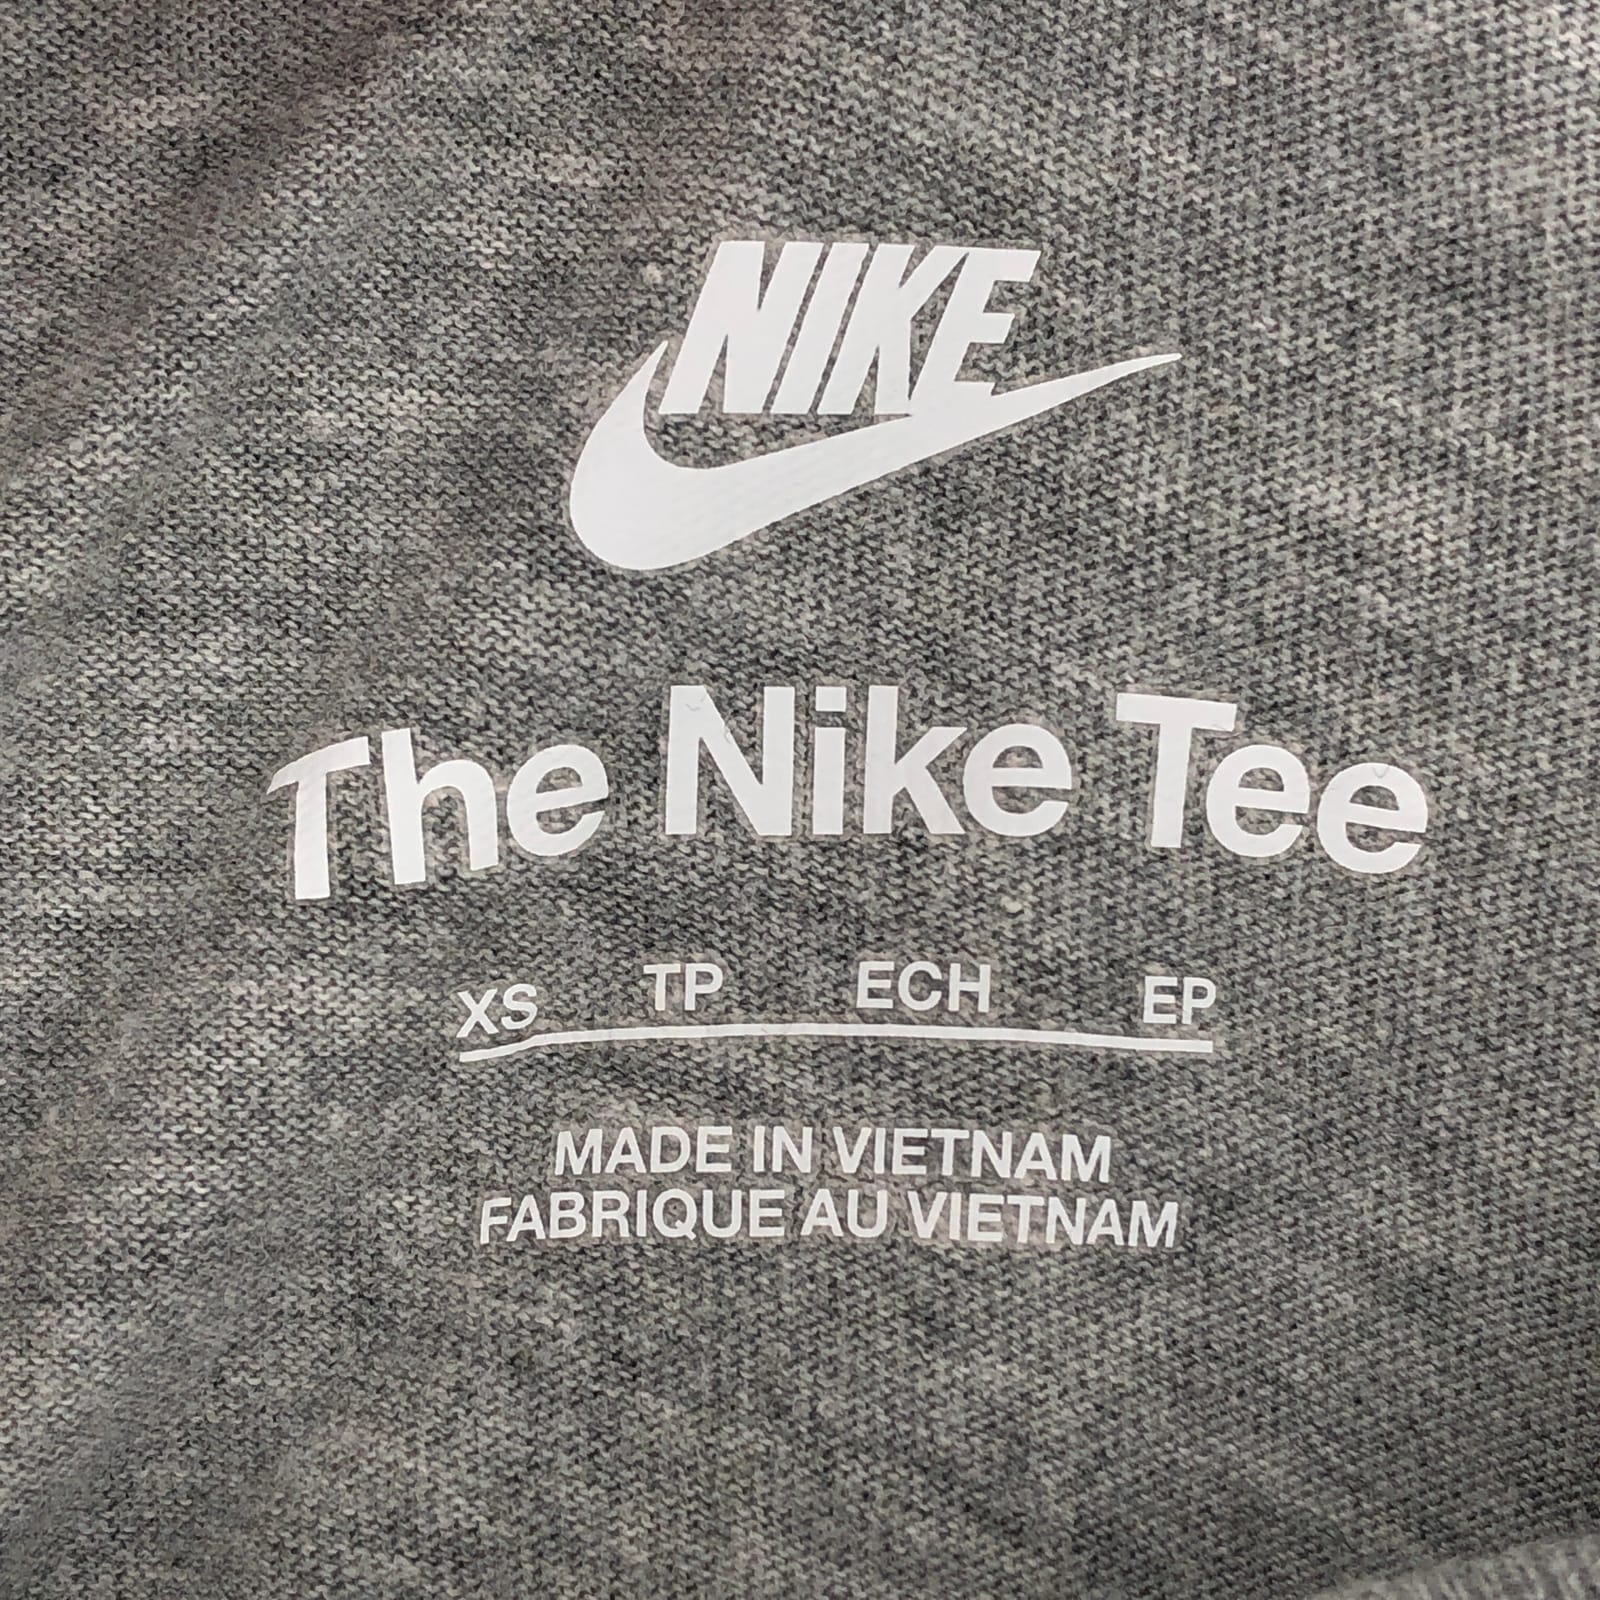 NIKE
The Nike Tee
XS TP ECH EP
MADE IN VIETNAM
FABRIQUE AU VIETNAM